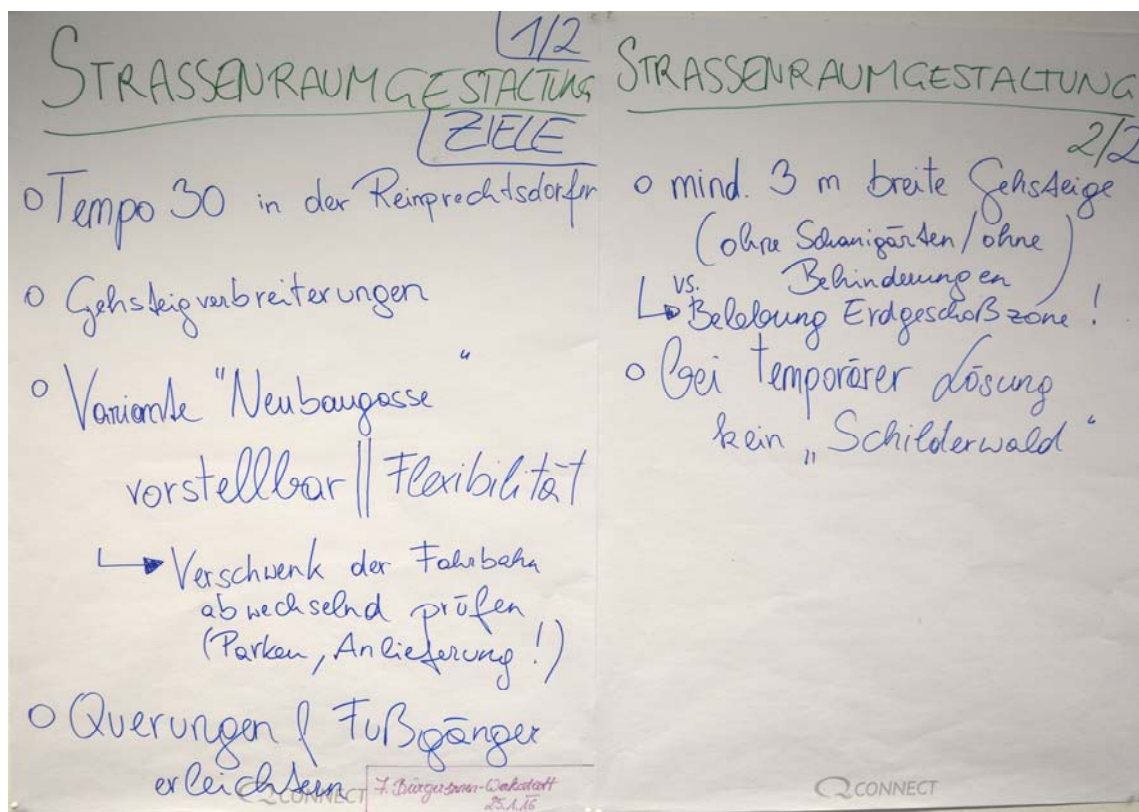 1/2
STRASSENRAUMGESTALTUNG
ZIELE
o Tempo 30 in der Reinprechtsdorfer
o Gehsteigverbreiterungen
o Variante "Neubaugasse"
vorstellbar || Flexibilität
↳ Verschwenk der Fahrbahn
abwechselnd prüfen
(Parken, Anlieferung!)
o Querungen f Fußgänger
erleichtern
CONNECT
7. BürgerInnen-Werkstatt
25.1.16
STRASSENRAUMGESTALTUNG
2/2
o mind. 3 m breite Gehsteige
(ohne Schanigärten / ohne
Behinderungen)
vs.
↳ Belebung Erdgeschoßzone!
o Bei temporärer Lösung
kein „Schilderwald“
CONNECT